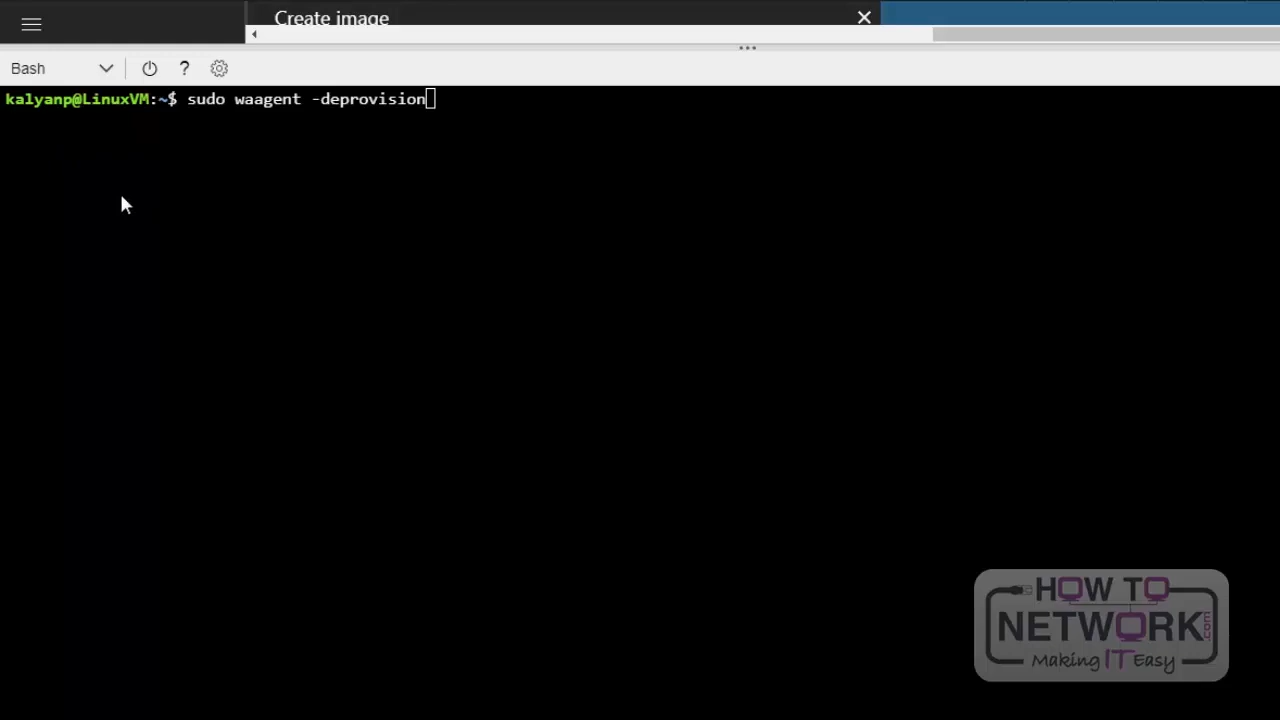 Create image
Bash
?
kalyanp@LinuxVM:~$ sudo waagent -deprovision
HOW TO
NETWORK.com
Making IT Easy